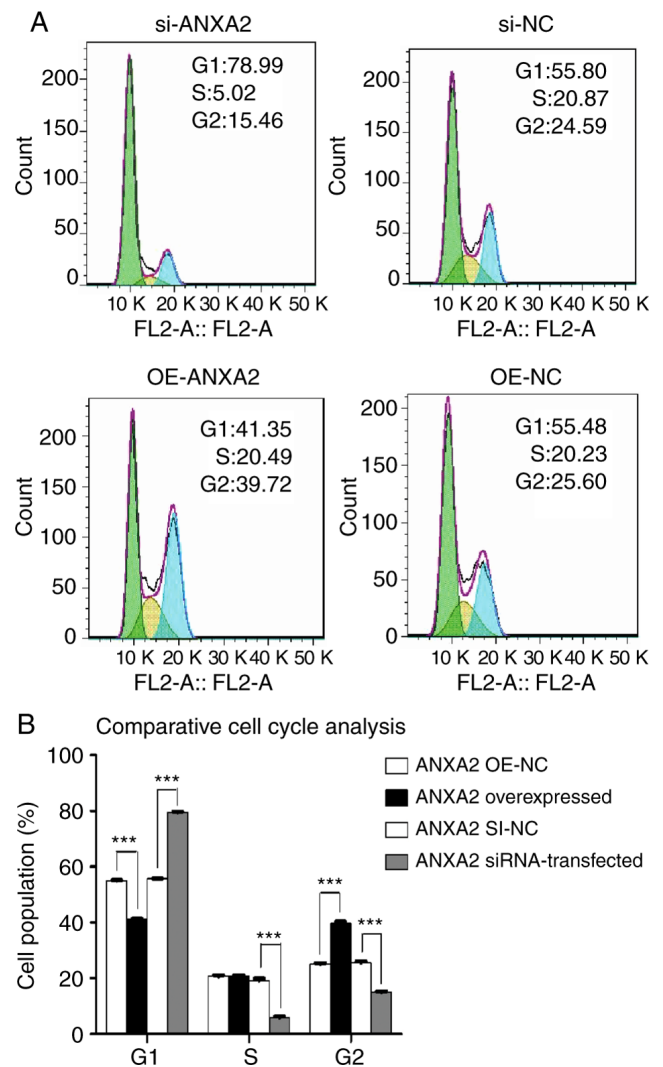 A
si-ANXA2
G1:78.99
S:5.02
G2:15.46
Count
200
150
100
50
0
10 K 20 K 30 K 40 K 50 K
FL2-A:: FL2-A
si-NC
G1:55.80
S:20.87
G2:24.59
Count
200
150
100
50
0
10 K 20 K 30 K 40 K 50 K
FL2-A:: FL2-A
OE-ANXA2
G1:41.35
S:20.49
G2:39.72
Count
200
150
100
50
0
10 K 20 K 30 K 40 K 50 K
FL2-A:: FL2-A
OE-NC
G1:55.48
S:20.23
G2:25.60
Count
200
150
100
50
0
10 K 20 K 30 K 40 K 50 K
FL2-A:: FL2-A
B
Comparative cell cycle analysis
Cell population (%)
100
80
60
40
20
0
***
***
***
***
***
G1 S G2
ANXA2 OE-NC
ANXA2 overexpressed
ANXA2 SI-NC
ANXA2 siRNA-transfected